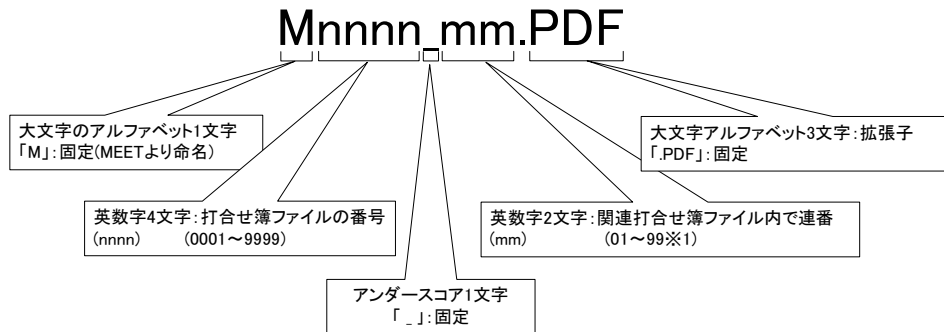 Mnnnn_mm.PDF
大文字のアルファベット1文字
「M」:固定(MEETより命名)
大文字アルファベット3文字:拡張子
「.PDF」:固定
英数字4文字:打合せ簿ファイルの番号
(nnnn) (0001～9999)
英数字2文字:関連打合せ簿ファイル内で連番
(mm) (01～99※1)
アンダースコア1文字
「_」:固定